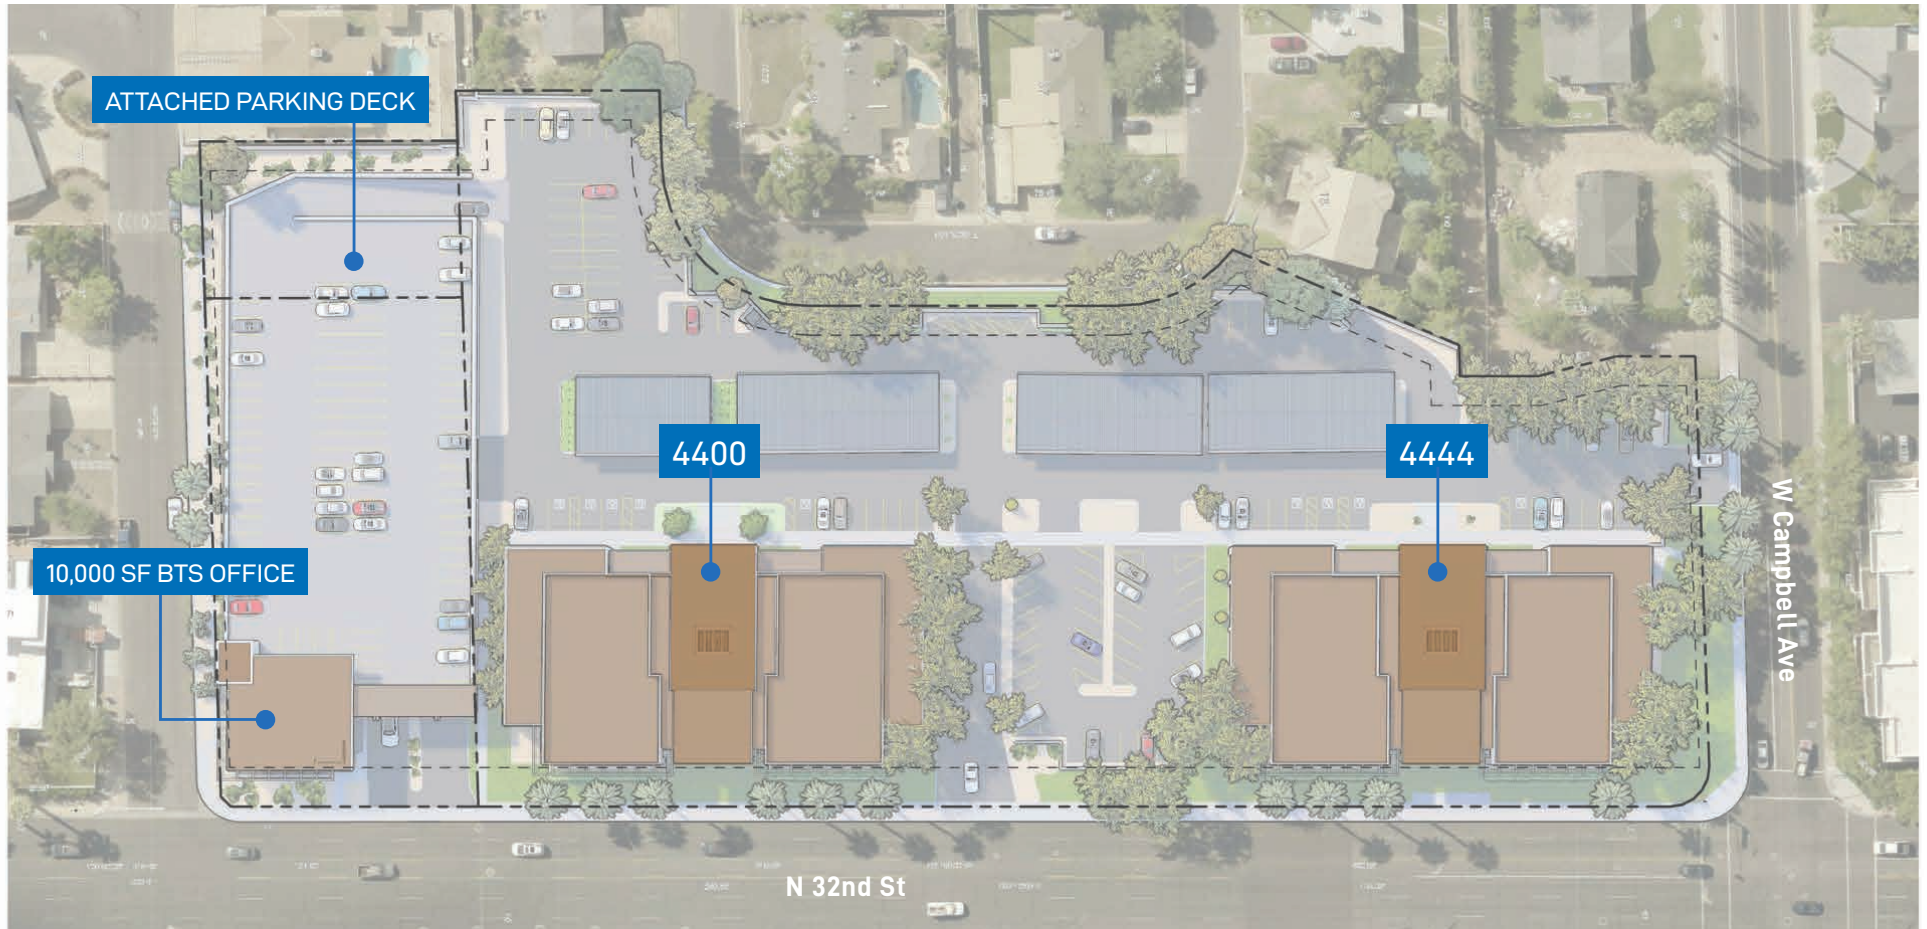 ATTACHED PARKING DECK
4400
4444
10,000 SF BTS OFFICE
W Campbell Ave
N 32nd St